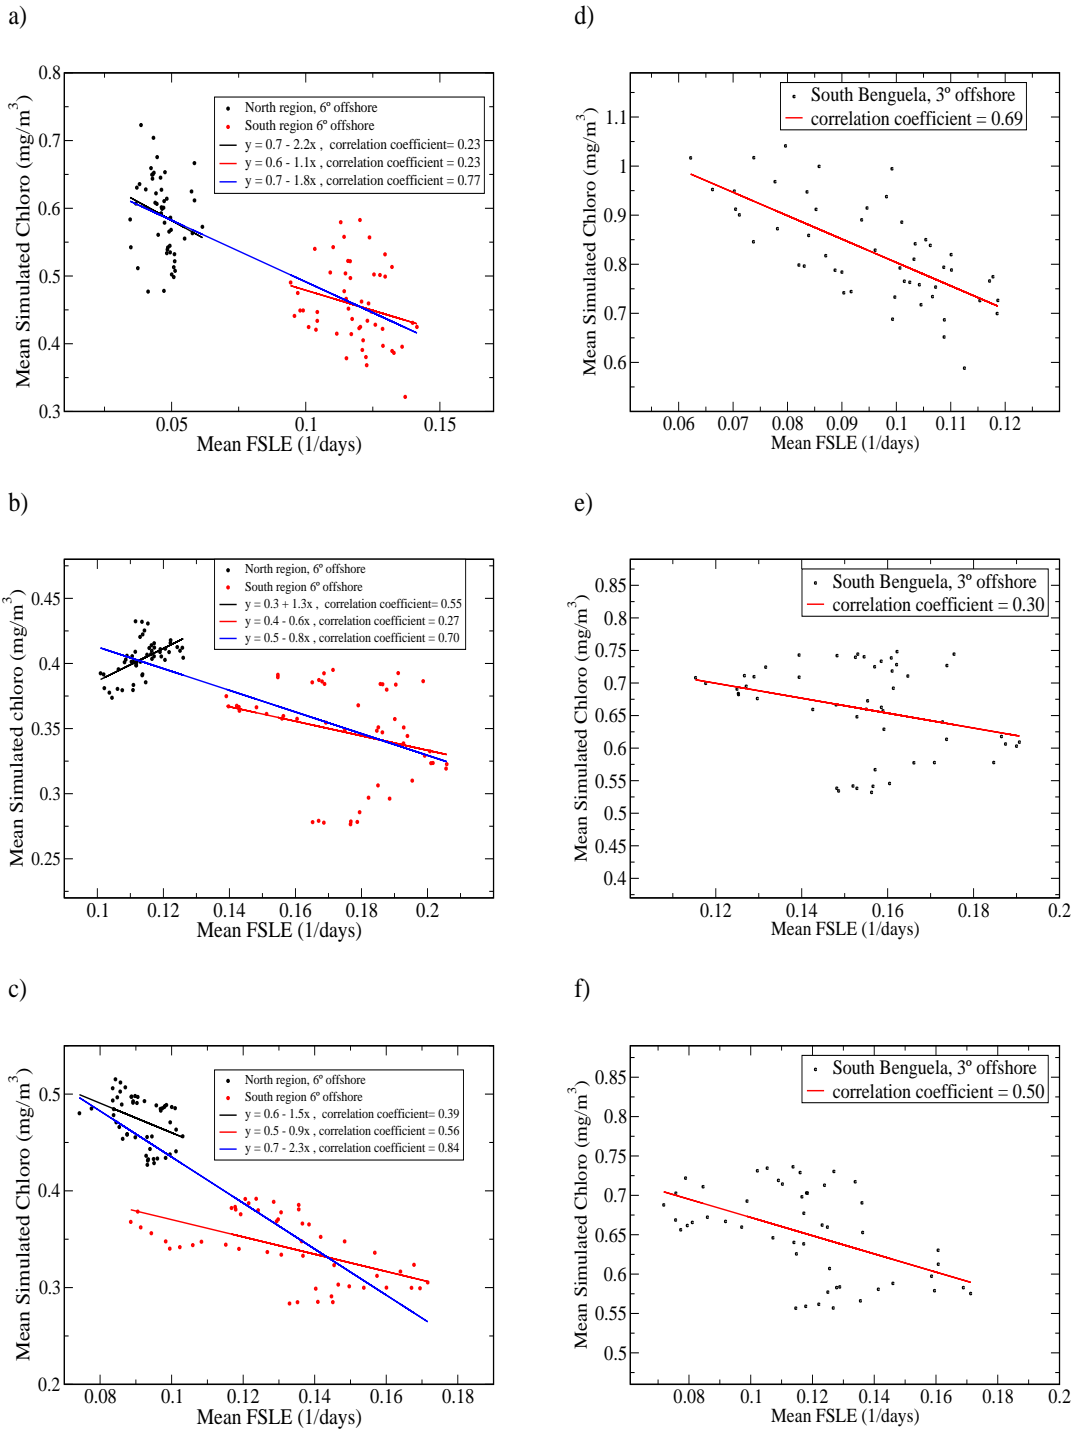 a)
Mean Simulated Chloro (mg/m³)
0.8
0.7
0.6
0.5
0.4
0.3
North region, 6º offshore
South region 6º offshore
y = 0.7 - 2.2x , correlation coefficient= 0.23
y = 0.6 - 1.1x , correlation coefficient = 0.23
y = 0.7 - 1.8x , correlation coefficient = 0.77
0.05 0.1 0.15
Mean FSLE (1/days)
d)
Mean Simulated Chloro (mg/m³)
1.1
1
0.9
0.8
0.7
0.6
South Benguela, 3º offshore
correlation coefficient = 0.69
0.06 0.07 0.08 0.09 0.1 0.11 0.12
Mean FSLE (1/days)
b)
Mean Simulated chloro (mg/m³)
0.45
0.4
0.35
0.3
0.25
North region, 6º offshore
South region 6º offshore
y = 0.3 + 1.3x , correlation coefficient= 0.55
y = 0.4 - 0.6x , correlation coefficient = 0.27
y = 0.5 - 0.8x , correlation coefficient = 0.70
0.1 0.12 0.14 0.16 0.18 0.2
Mean FSLE (1/days)
e)
Mean Simulated Chloro (mg/m³)
0.85
0.8
0.75
0.7
0.65
0.6
0.55
0.5
0.45
0.4
South Benguela, 3º offshore
correlation coefficient = 0.30
0.12 0.14 0.16 0.18 0.2
Mean FSLE (1/days)
c)
Mean Simulated Chloro (mg/m³)
0.5
0.4
0.3
0.2
North region, 6º offshore
South region 6º offshore
y = 0.6 - 1.5x , correlation coefficient= 0.39
y = 0.5 - 0.9x , correlation coefficient = 0.56
y = 0.7 - 2.3x , correlation coefficient = 0.84
0.08 0.1 0.12 0.14 0.16 0.18
Mean FSLE (1/days)
f)
Mean Simulated Chloro (mg/m³)
0.85
0.8
0.75
0.7
0.65
0.6
0.55
0.5
South Benguela, 3º offshore
correlation coefficient = 0.50
0.08 0.1 0.12 0.14 0.16 0.18 0.2
Mean FSLE (1/days)